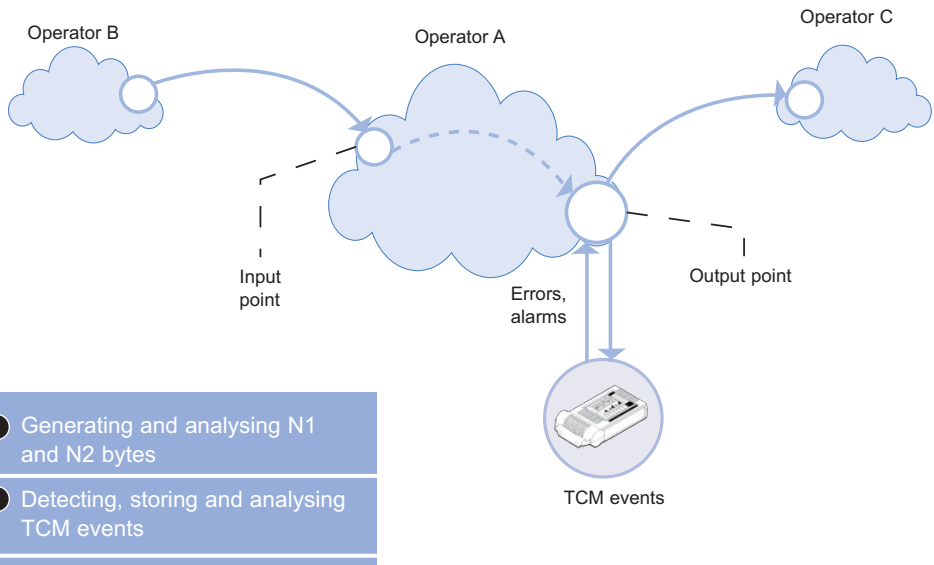 Operator B
Operator A
Operator C
Input
point
Errors,
alarms
Output point
TCM events
Generating and analysing N1
and N2 bytes
Detecting, storing and analysing
TCM events